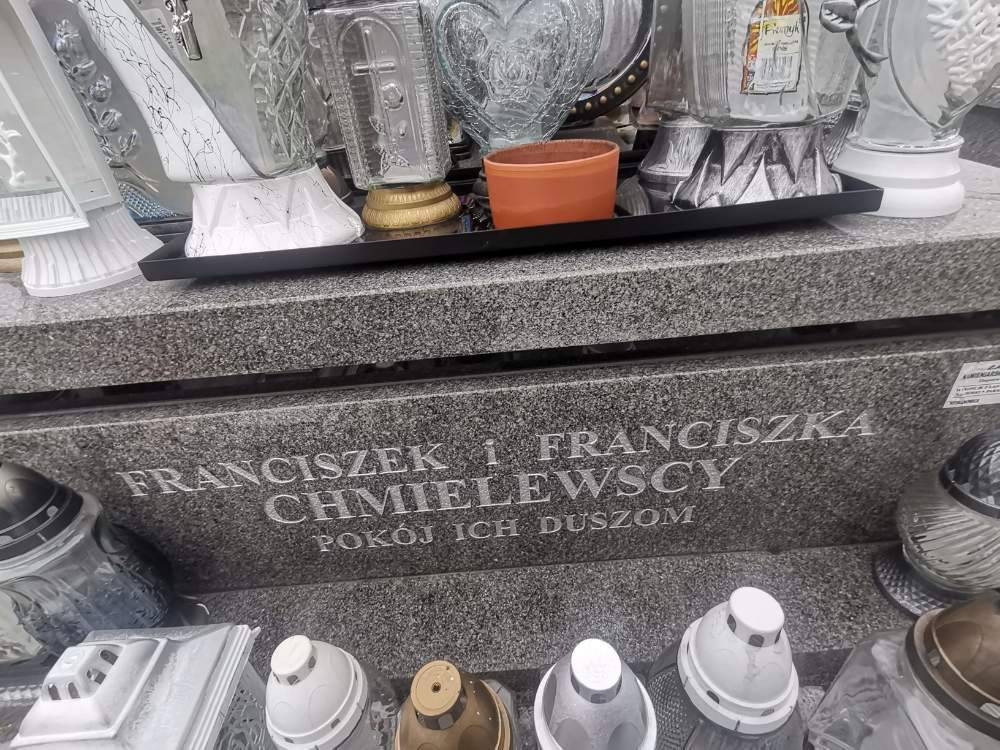 FRANCISZEK i FRANCISZKA
CHMIELEWSCY
POKÓJ ICH DUSZOM